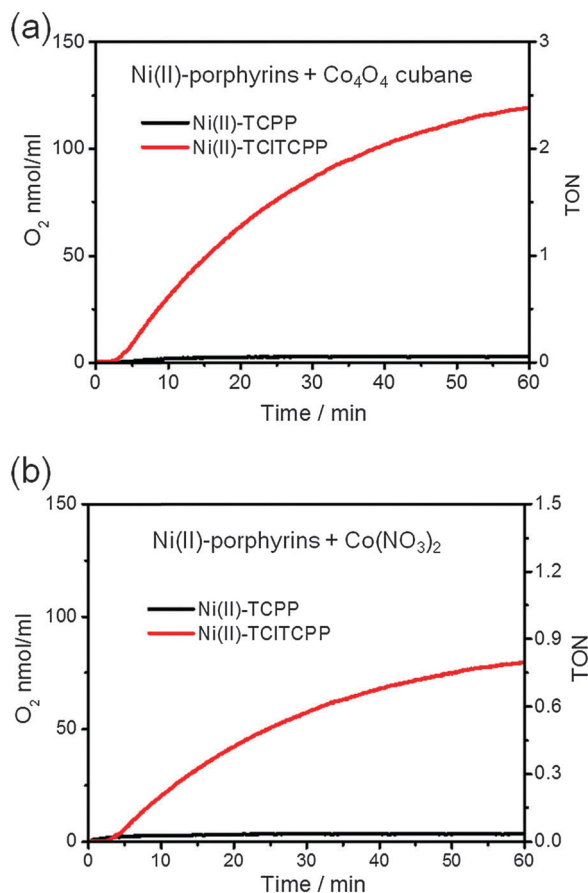 (a)
150
100
50
0
O₂ nmol/ml
3
2
1
0
TON
Ni(II)-porphyrins + Co₄O₄ cubane
Ni(II)-TCPP
Ni(II)-TClTCPP
0 10 20 30 40 50 60
Time / min
(b)
150
100
50
0
O₂ nmol/ml
1.5
1.2
0.9
0.6
0.3
0.0
TON
Ni(II)-porphyrins + Co(NO₃)₂
Ni(II)-TCPP
Ni(II)-TClTCPP
0 10 20 30 40 50 60
Time / min